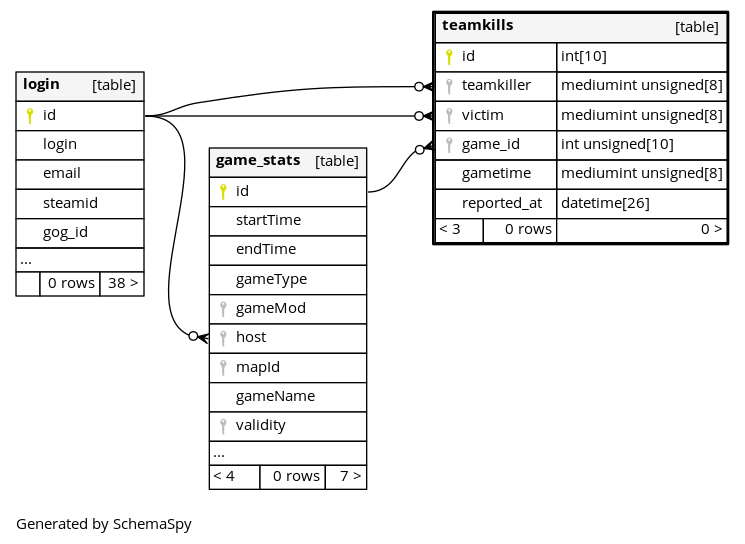 login [table]
id
login
email
steamid
gog_id
...
0 rows 38 >
game_stats [table]
id
startTime
endTime
gameType
gameMod
host
mapId
gameName
validity
...
< 4 0 rows 7 >
teamkills [table]
id int[10]
teamkiller mediumint unsigned[8]
victim mediumint unsigned[8]
game_id int unsigned[10]
gametime mediumint unsigned[8]
reported_at datetime[26]
< 3 0 rows 0 >
Generated by SchemaSpy